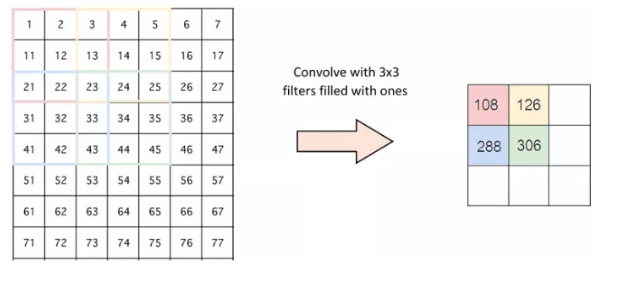 1 2 3 4 5 6 7
11 12 13 14 15 16 17
21 22 23 24 25 26 27
31 32 33 34 35 36 37
41 42 43 44 45 46 47
51 52 53 54 55 56 57
61 62 63 64 65 66 67
71 72 73 74 75 76 77
Convolve with 3x3
filters filled with ones
108 126
288 306